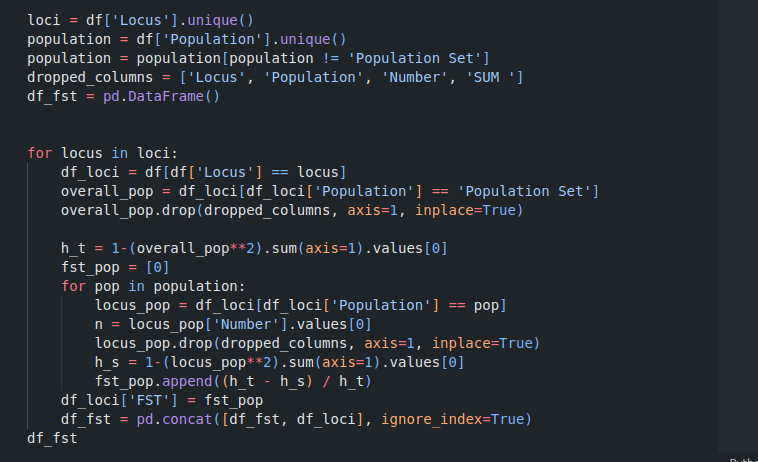 loci = df['Locus'].unique()
population = df['Population'].unique()
population = population[population != 'Population Set']
dropped_columns = ['Locus', 'Population', 'Number', 'SUM ']
df_fst = pd.DataFrame()
for locus in loci:
    df_loci = df[df['Locus'] == locus]
    overall_pop = df_loci[df_loci['Population'] == 'Population Set']
    overall_pop.drop(dropped_columns, axis=1, inplace=True)
    h_t = 1-(overall_pop**2).sum(axis=1).values[0]
    fst_pop = [0]
    for pop in population:
        locus_pop = df_loci[df_loci['Population'] == pop]
        n = locus_pop['Number'].values[0]
        locus_pop.drop(dropped_columns, axis=1, inplace=True)
        h_s = 1-(locus_pop**2).sum(axis=1).values[0]
        fst_pop.append((h_t - h_s) / h_t)
    df_loci['FST'] = fst_pop
    df_fst = pd.concat([df_fst, df_loci], ignore_index=True)
df_fst